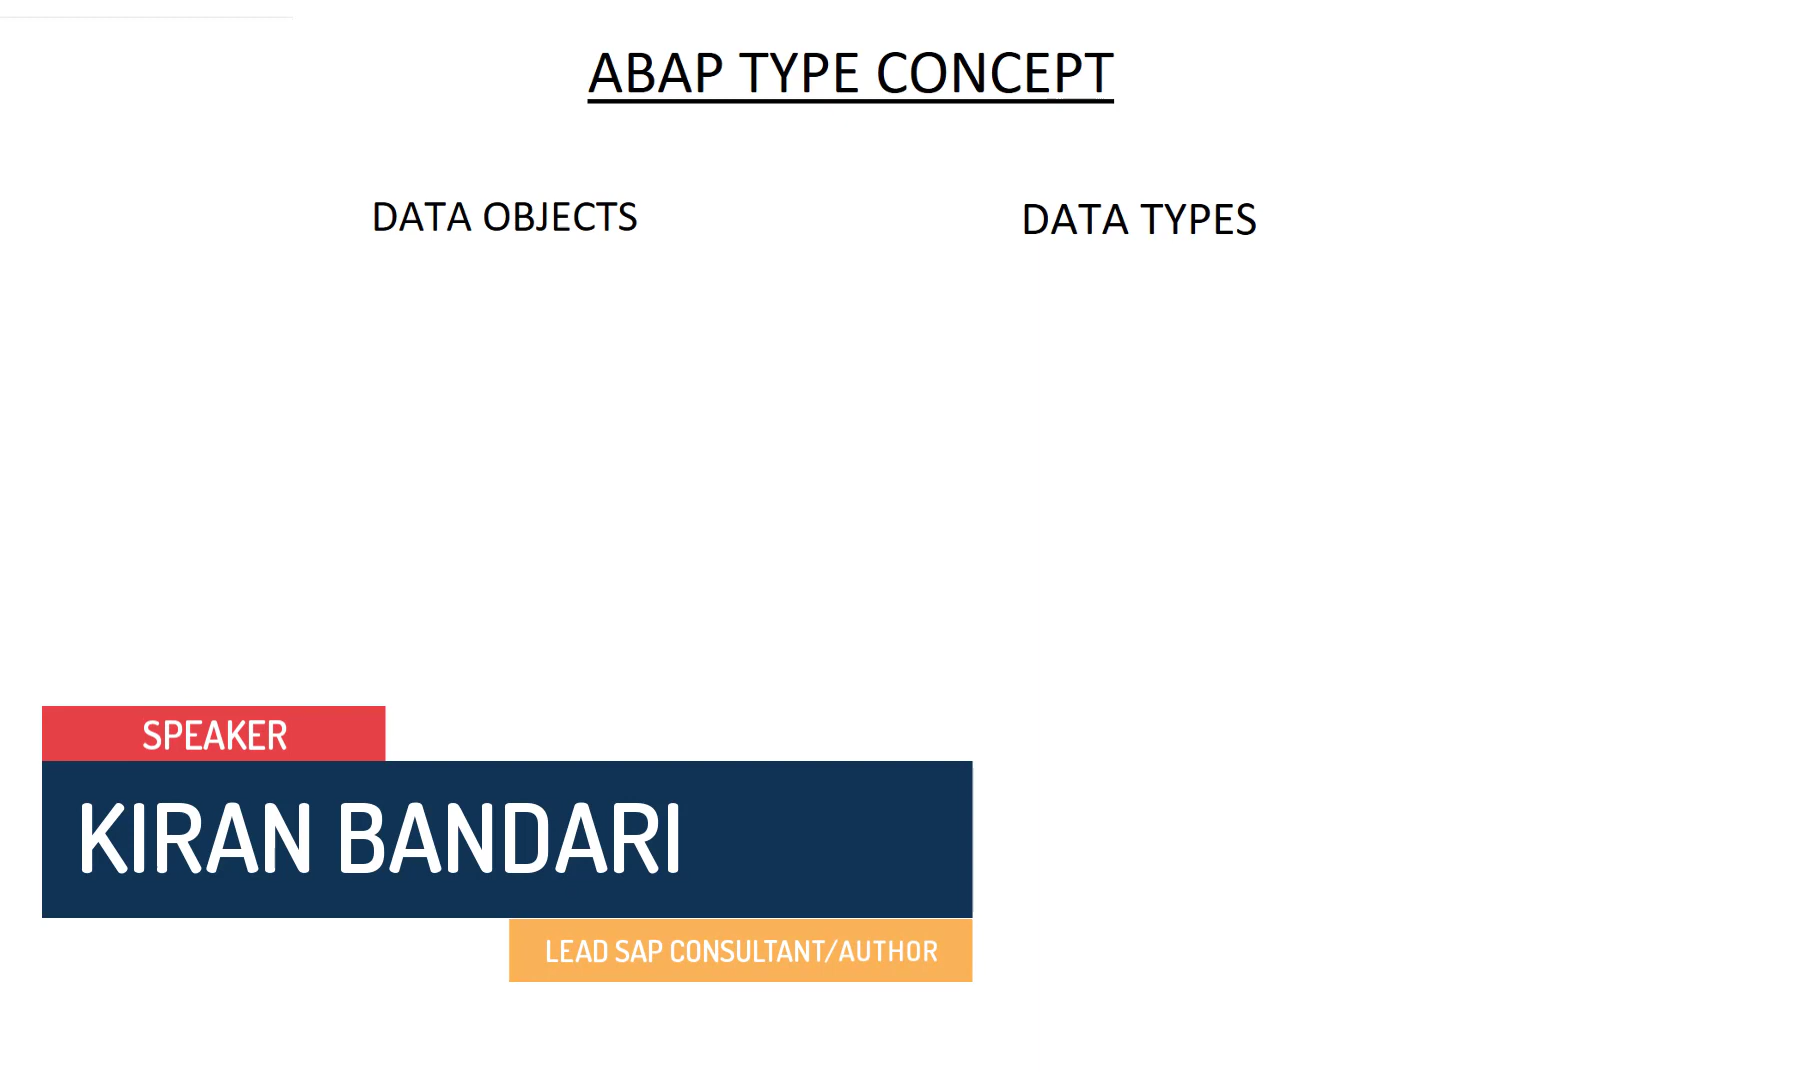 ABAP TYPE CONCEPT
DATA OBJECTS
DATA TYPES
SPEAKER
KIRAN BANDARI
LEAD SAP CONSULTANT/AUTHOR